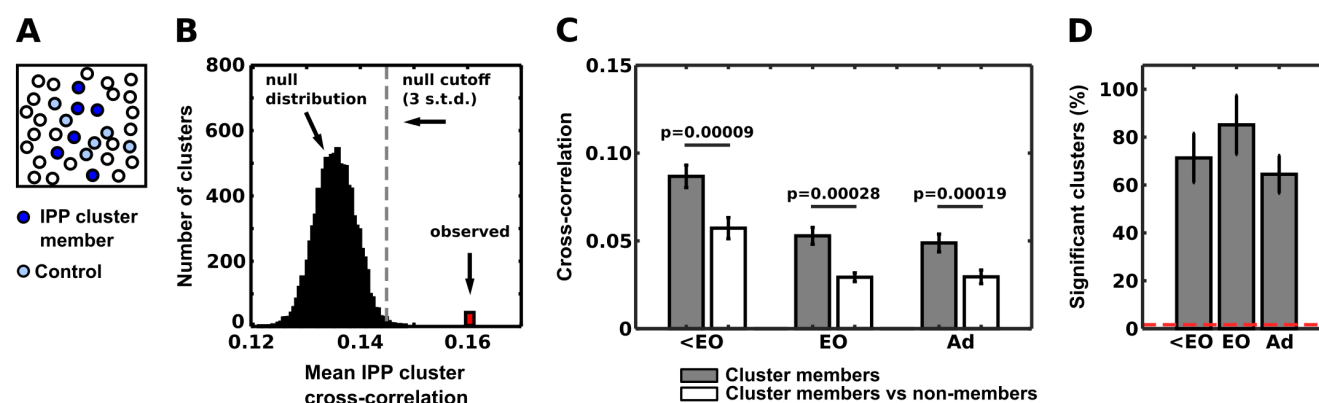 A
IPP cluster
member
Control
B
800
600
400
200
0
0.12
0.14
0.16
Number of clusters
null
distribution
null cutoff
(3 s.t.d.)
observed
Mean IPP cluster
cross-correlation
C
0.15
0.10
0.05
0
Cross-correlation
p=0.00009
p=0.00028
p=0.00019
<EO
EO
Ad
Cluster members
Cluster members vs non-members
D
100
80
60
40
20
0
Significant clusters (%)
<EO
EO
Ad